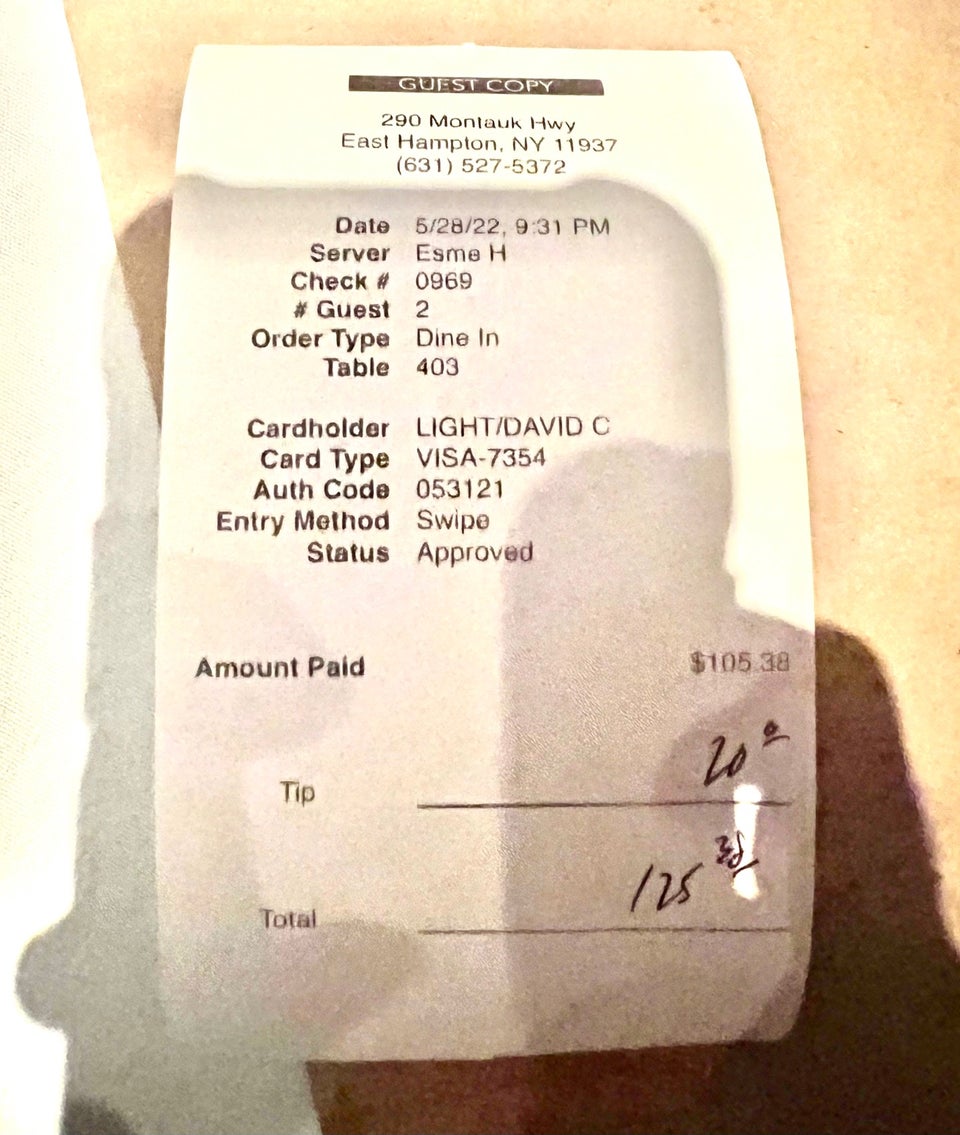 GUEST COPY
290 Montauk Hwy
East Hampton, NY 11937
(631) 527-5372
Date 5/28/22, 9:31 PM
Server Esme H
Check # 0969
# Guest 2
Order Type Dine In
Table 403
Cardholder LIGHT/DAVID C
Card Type VISA-7354
Auth Code 053121
Entry Method Swipe
Status Approved
Amount Paid $105.38
Tip 20 0
Total 125 38